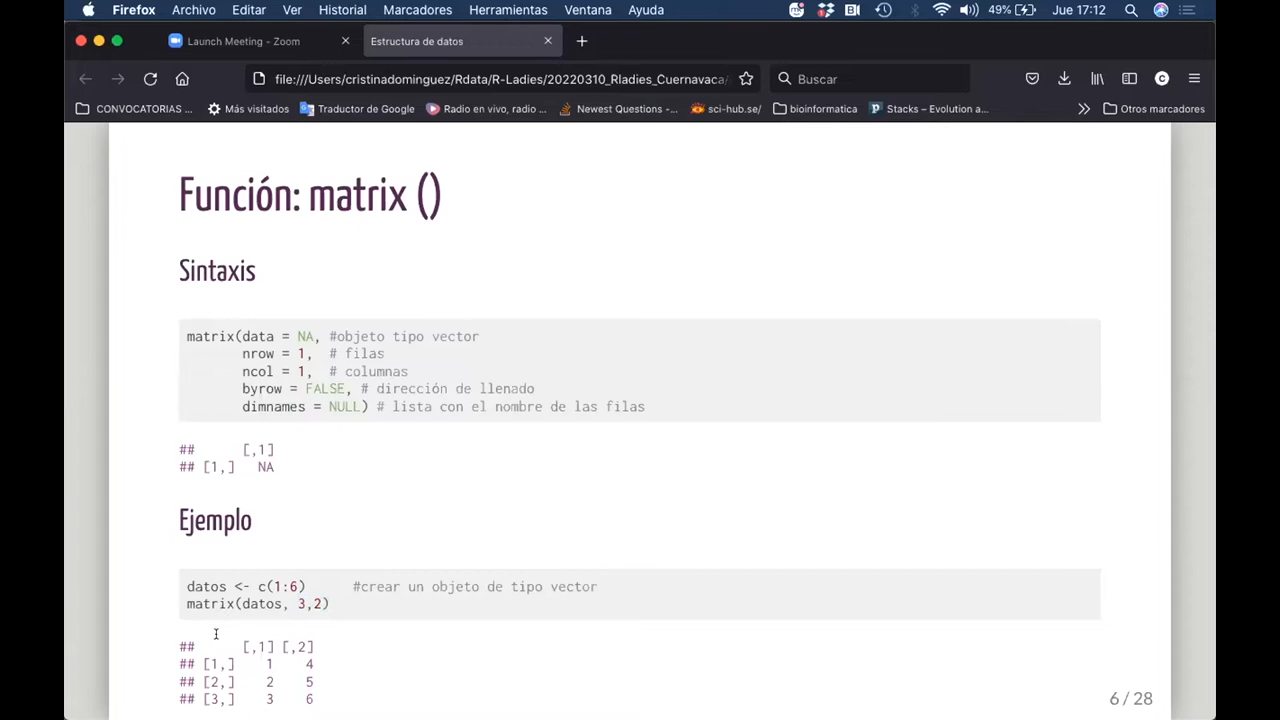 Firefox Archivo Editar Ver Historial Marcadores Herramientas Ventana Ayuda 49% Jue 17:12
Launch Meeting - Zoom Estructura de datos
file:///Users/cristinadominguez/Rdata/R-Ladies/20220310_Rladies_Cuernavaca/ Buscar
CONVOCATORIAS ... Más visitados Traductor de Google Radio en vivo, radio ... Newest Questions -... sci-hub.se/ bioinformatica Stacks – Evolution a... Otros marcadores
Función: matrix ()
Sintaxis
matrix(data = NA, #objeto tipo vector
nrow = 1, # filas
ncol = 1, # columnas
byrow = FALSE, # dirección de llenado
dimnames = NULL) # lista con el nombre de las filas
## [,1]
## [1,] NA
Ejemplo
datos <- c(1:6) #crear un objeto de tipo vector
matrix(datos, 3,2)
## [,1] [,2]
## [1,] 1 4
## [2,] 2 5
## [3,] 3 6
6 / 28